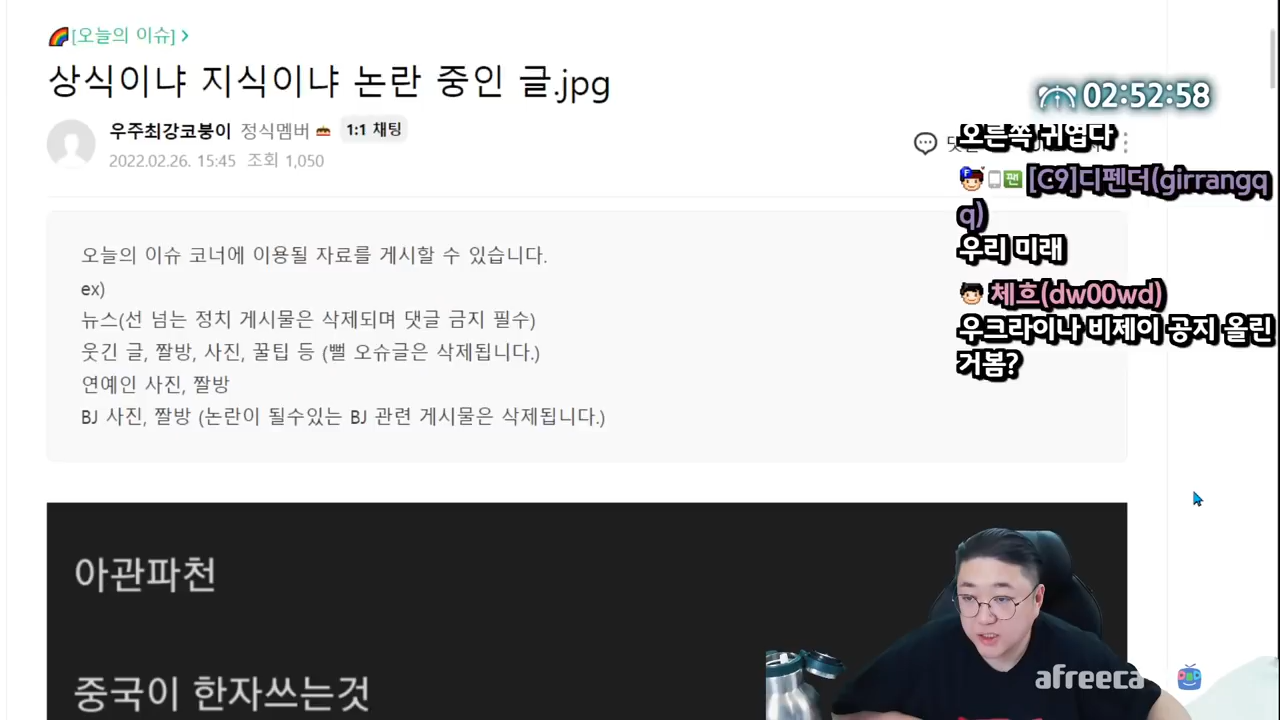 [오늘의 이슈] >
상식이냐 지식이냐 논란 중인 글.jpg
우주최강코붕이 정식멤버 1:1 채팅
2022.02.26. 15:45 조회 1,050
02:52:58
오른쪽 귀엽다
[C9]디펜더(girrangq
q)
우리 미래
체흐(dw00wd)
우크라이나 비제이 공지 올린
거봄?
오늘의 이슈 코너에 이용될 자료를 게시할 수 있습니다.
ex)
뉴스(선 넘는 정치 게시물은 삭제되며 댓글 금지 필수)
웃긴 글, 짤방, 사진, 꿀팁 등 (뻘 오슈글은 삭제됩니다.)
연예인 사진, 짤방
BJ 사진, 짤방 (논란이 될수있는 BJ 관련 게시물은 삭제됩니다.)
아관파천
중국이 한자쓰는것
afreeca